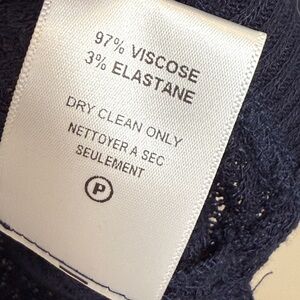 97% VISCOSE
3% ELASTANE
DRY CLEAN ONLY
NETTOYER A SEC
SEULEMENT
P